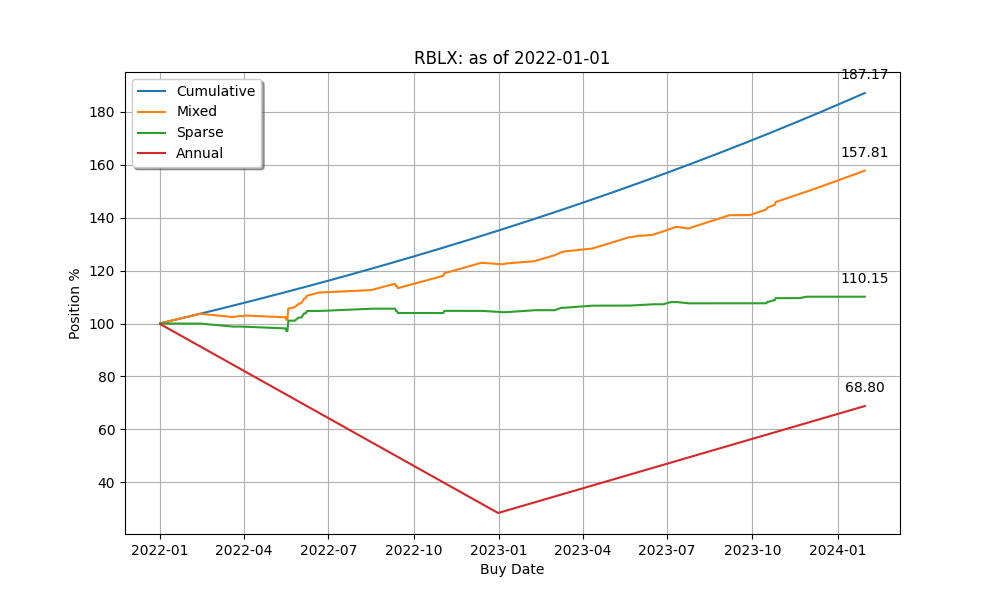 RBLX: as of 2022-01-01
Cumulative
Mixed
Sparse
Annual
187.17
157.81
110.15
68.80
180
160
140
120
100
80
60
40
Position %
2022-01 2022-04 2022-07 2022-10 2023-01 2023-04 2023-07 2023-10 2024-01
Buy Date